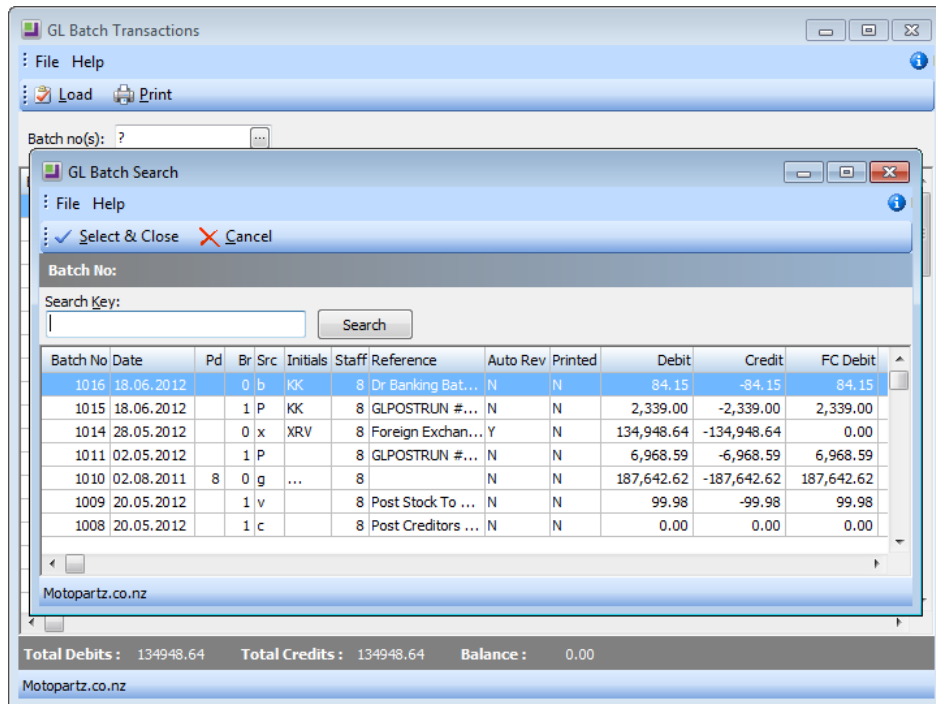 GL Batch Transactions
File Help
Load Print
Batch no(s): ? ...
GL Batch Search
File Help
Select & Close Cancel
Batch No:
Search Key:
Search
Batch No Date Pd Br Src Initials Staff Reference Auto Rev Printed Debit Credit FC Debit
1016 18.06.2012 0 b KK 8 Dr Banking Bat... N N 84.15 -84.15 84.15
1015 18.06.2012 1 P KK 8 GLPOSTRUN #... N N 2,339.00 -2,339.00 2,339.00
1014 28.05.2012 0 x XRV 8 Foreign Exchan... Y N 134,948.64 -134,948.64 0.00
1011 02.05.2012 1 P 8 GLPOSTRUN #... N N 6,968.59 -6,968.59 6,968.59
1010 02.08.2011 8 0 g ... 8 N N 187,642.62 -187,642.62 187,642.62
1009 20.05.2012 1 v 8 Post Stock To ... N N 99.98 -99.98 99.98
1008 20.05.2012 1 c 8 Post Creditors ... N N 0.00 0.00 0.00
Motopartz.co.nz
Total Debits : 134948.64 Total Credits : 134948.64 Balance : 0.00
Motopartz.co.nz